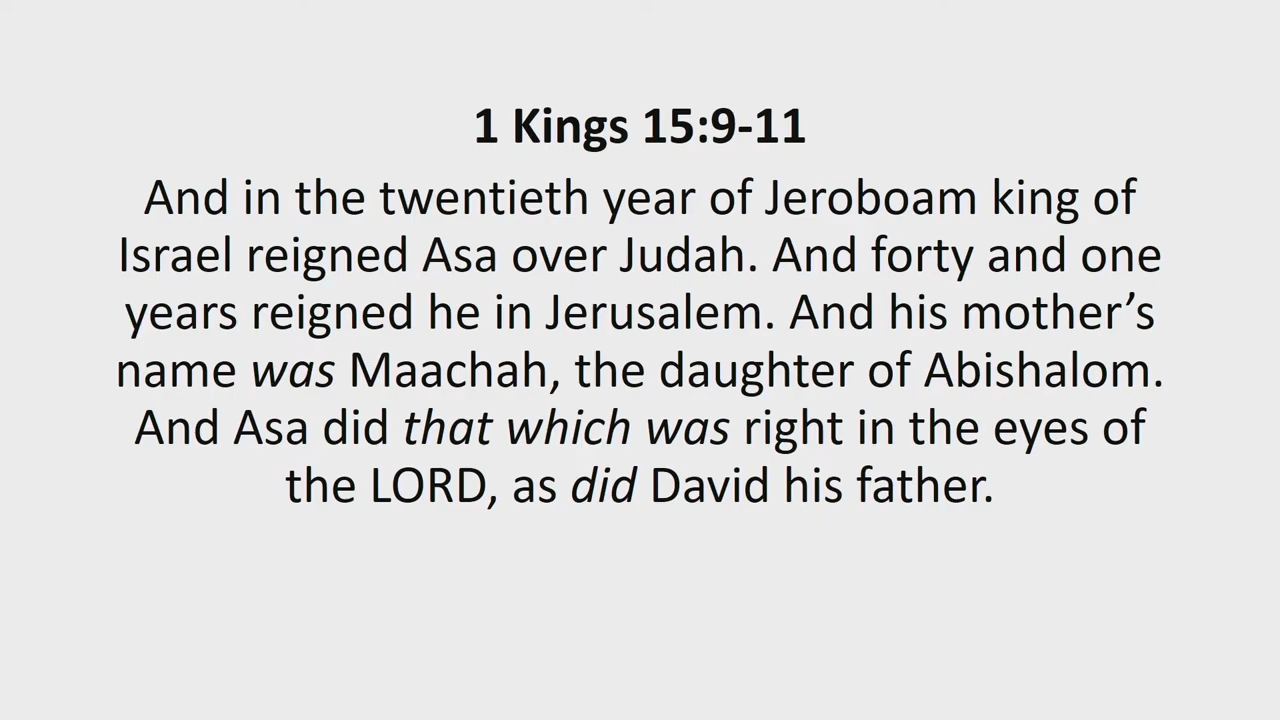 1 Kings 15:9-11
And in the twentieth year of Jeroboam king of
Israel reigned Asa over Judah. And forty and one
years reigned he in Jerusalem. And his mother’s
name was Maachah, the daughter of Abishalom.
And Asa did that which was right in the eyes of
the LORD, as did David his father.